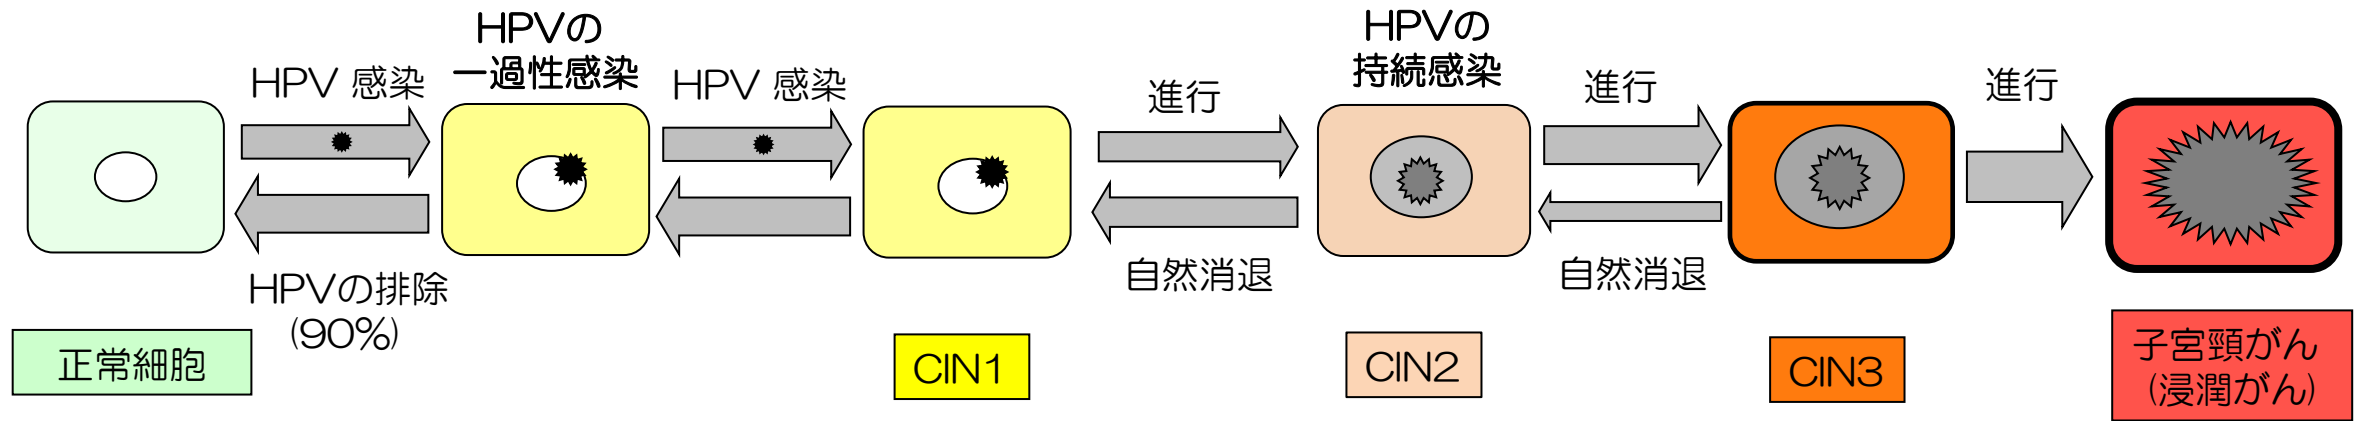 HPVの
一過性感染
HPVの
持続感染
HPV 感染
HPV 感染
進行
進行
進行
HPVの排除
(90%)
自然消退
自然消退
正常細胞
CIN1
CIN2
CIN3
子宮頸がん
(浸潤がん)